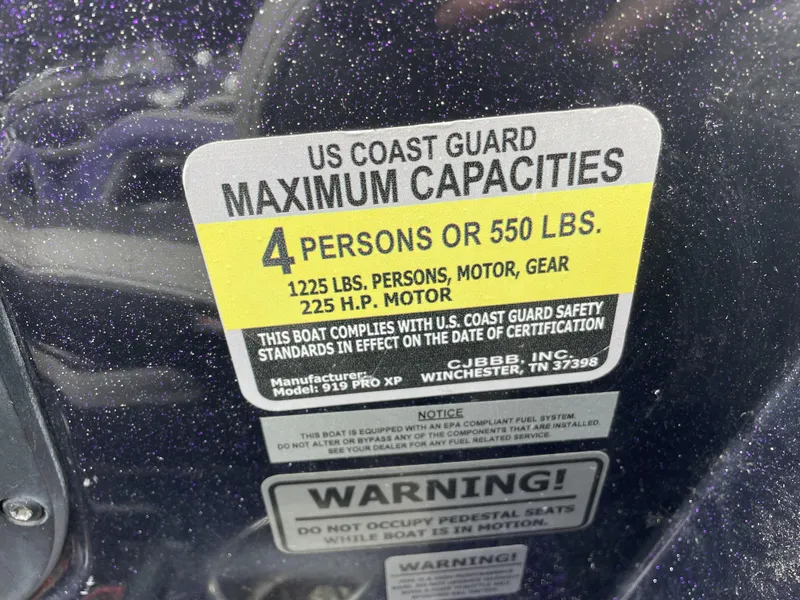 US COAST GUARD
MAXIMUM CAPACITIES
4 PERSONS OR 550 LBS.
1225 LBS. PERSONS, MOTOR, GEAR
225 H.P. MOTOR
THIS BOAT COMPLIES WITH U.S. COAST GUARD SAFETY
STANDARDS IN EFFECT ON THE DATE OF CERTIFICATION
Manufacturer: CJBBB, INC.
Model: 919 PRO XP WINCHESTER, TN 37398
NOTICE
THIS BOAT IS EQUIPPED WITH AN EPA COMPLIANT FUEL SYSTEM.
DO NOT ALTER OR BYPASS ANY OF THE COMPONENTS THAT ARE INSTALLED.
SEE YOUR DEALER FOR ANY FUEL RELATED SERVICE.
WARNING!
DO NOT OCCUPY PEDESTAL SEATS
WHILE BOAT IS IN MOTION.
WARNING!